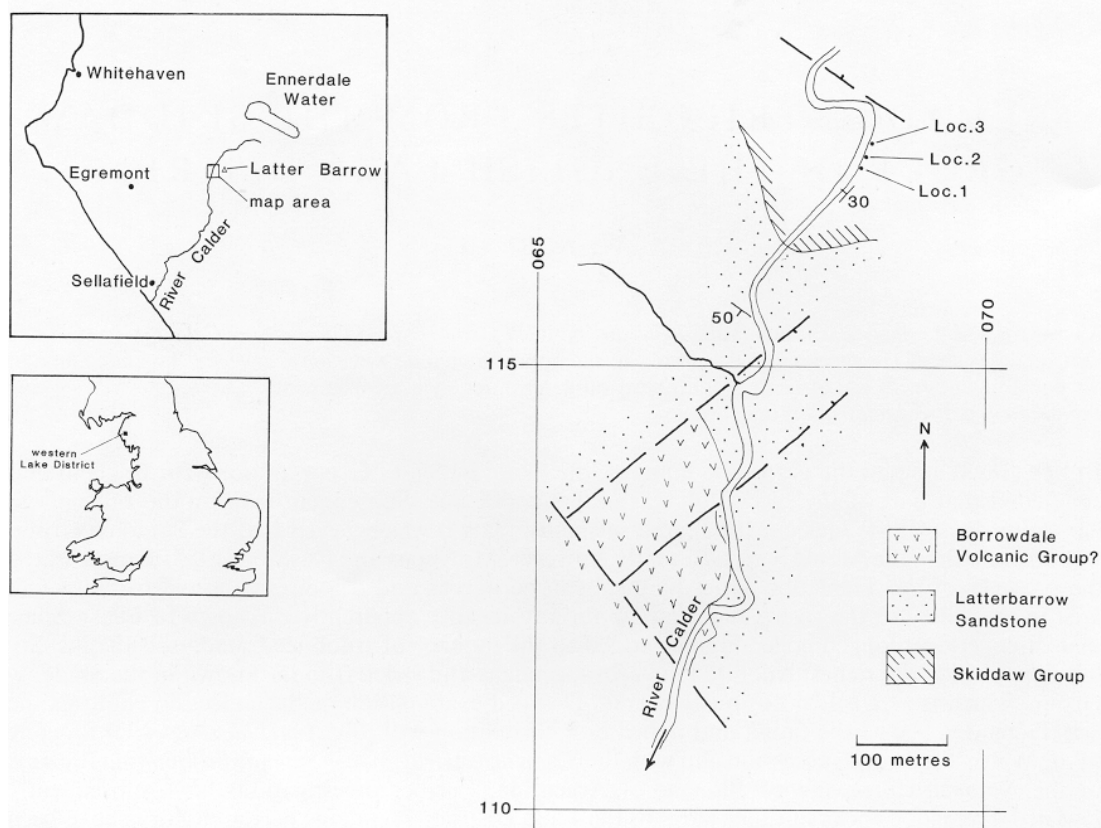 Whitehaven
Ennerdale
Water
Egremont
Latter Barrow
map area
Sellafield
River Calder
western
Lake District
Loc.3
Loc.2
Loc.1
30
065
50
070
115
N
Borrowdale
Volcanic Group?
Latterbarrow
Sandstone
Skiddaw Group
River Calder
100 metres
110